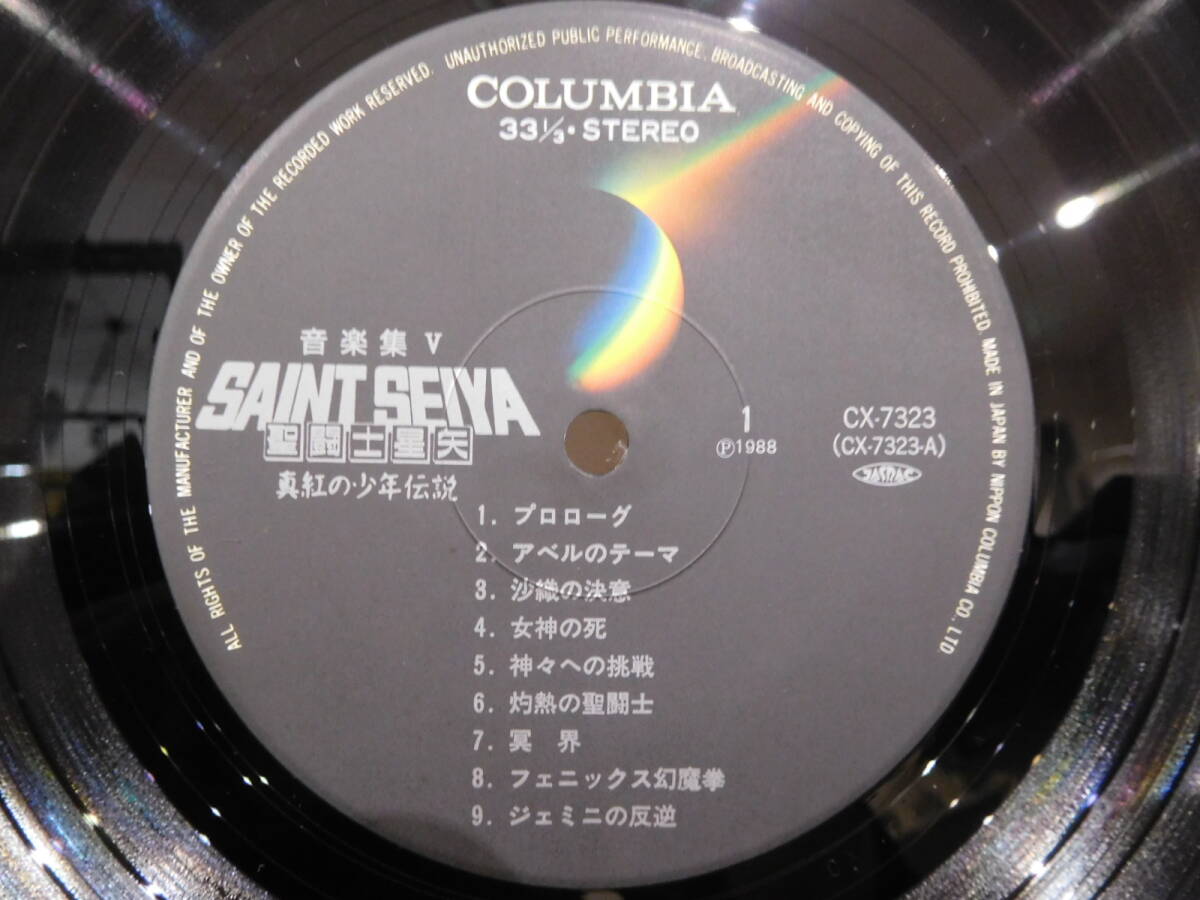 ALL RIGHTS OF THE MANUFACTURER AND OF THE OWNER OF THE RECORDED WORK RESERVED. UNAUTHORIZED PUBLIC PERFORMANCE, BROADCASTING AND COPYING OF THIS RECORD PROHIBITED. MADE IN JAPAN BY NIPPON COLUMBIA CO., LTD.
COLUMBIA
33 1/3・STEREO
音楽集 V
SAINT SEIYA
聖闘士星矢
真紅の少年伝説
1
Ⓟ1988
CX-7323
(CX-7323-A)
JASRAC
1. プロローグ
2. アベルのテーマ
3. 沙織の決意
4. 女神の死
5. 神々への挑戦
6. 灼熱の聖闘士
7. 冥 界
8. フェニックス幻魔拳
9. ジェミニの反逆